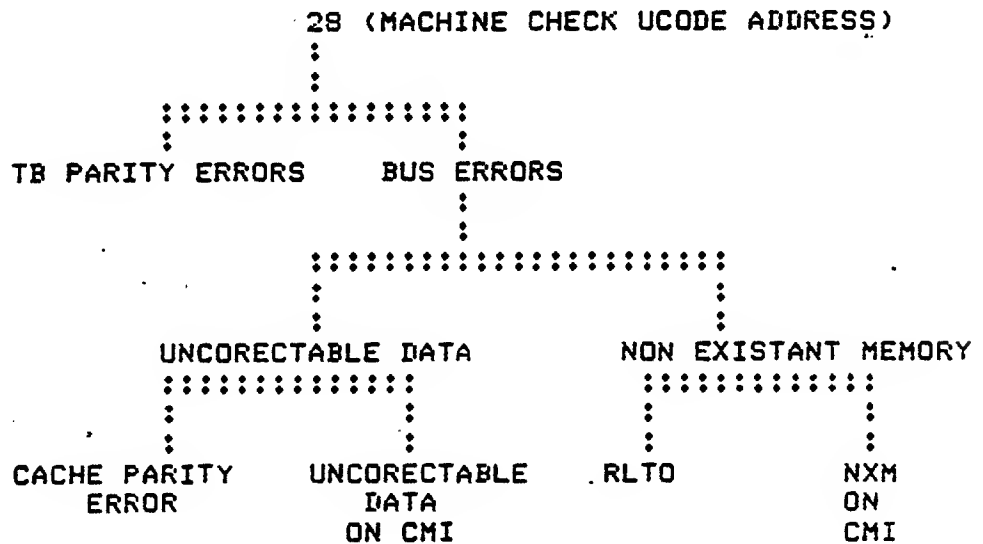 28 (MACHINE CHECK UCODE ADDRESS)
TB PARITY ERRORS BUS ERRORS
UNCORECTABLE DATA NON EXISTANT MEMORY
CACHE PARITY UNCORECTABLE RLTO NXM
ERROR DATA ON
ON CMI CMI